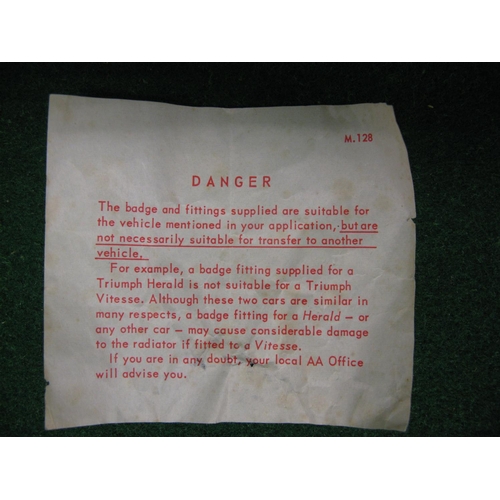 M.128
DANGER
The badge and fittings supplied are suitable for
the vehicle mentioned in your application, but are
not necessarily suitable for transfer to another
vehicle.
For example, a badge fitting supplied for a
Triumph Herald is not suitable for a Triumph
Vitesse. Although these two cars are similar in
many respects, a badge fitting for a Herald — or
any other car — may cause considerable damage
to the radiator if fitted to a Vitesse.
If you are in any doubt, your local AA Office
will advise you.